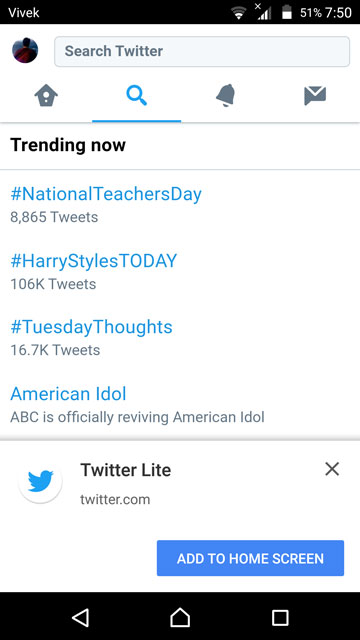 Vivek 51% 7:50
Search Twitter
Trending now
#NationalTeachersDay
8,865 Tweets
#HarryStylesTODAY
106K Tweets
#TuesdayThoughts
16.7K Tweets
American Idol
ABC is officially reviving American Idol
Twitter Lite
twitter.com
ADD TO HOME SCREEN